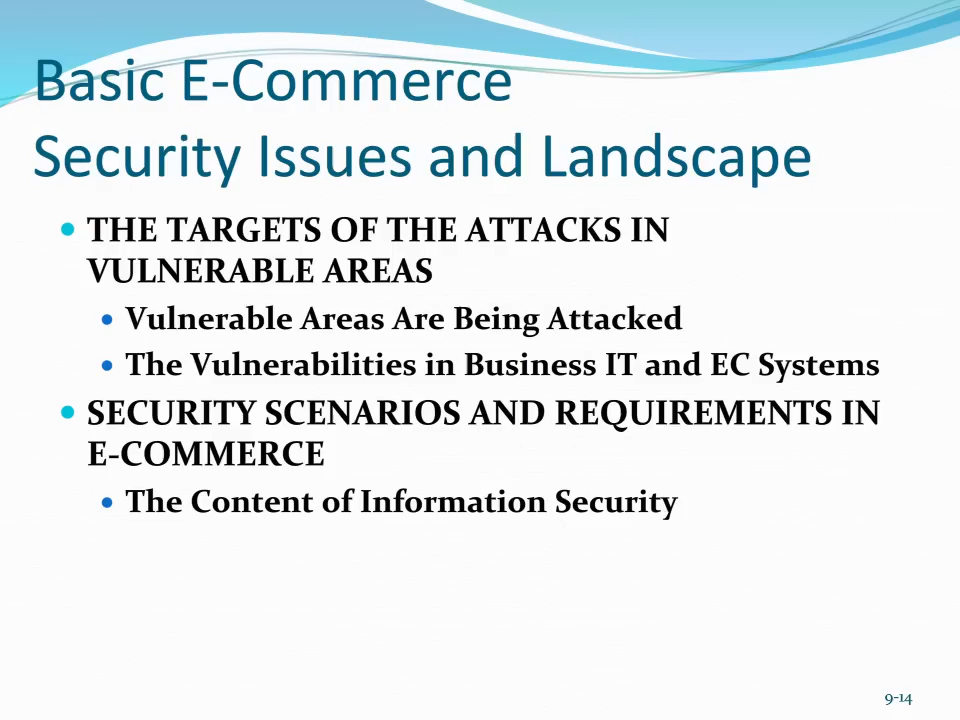 Basic E-Commerce
Security Issues and Landscape
• THE TARGETS OF THE ATTACKS IN
VULNERABLE AREAS
• Vulnerable Areas Are Being Attacked
• The Vulnerabilities in Business IT and EC Systems
• SECURITY SCENARIOS AND REQUIREMENTS IN
E-COMMERCE
• The Content of Information Security
9-14